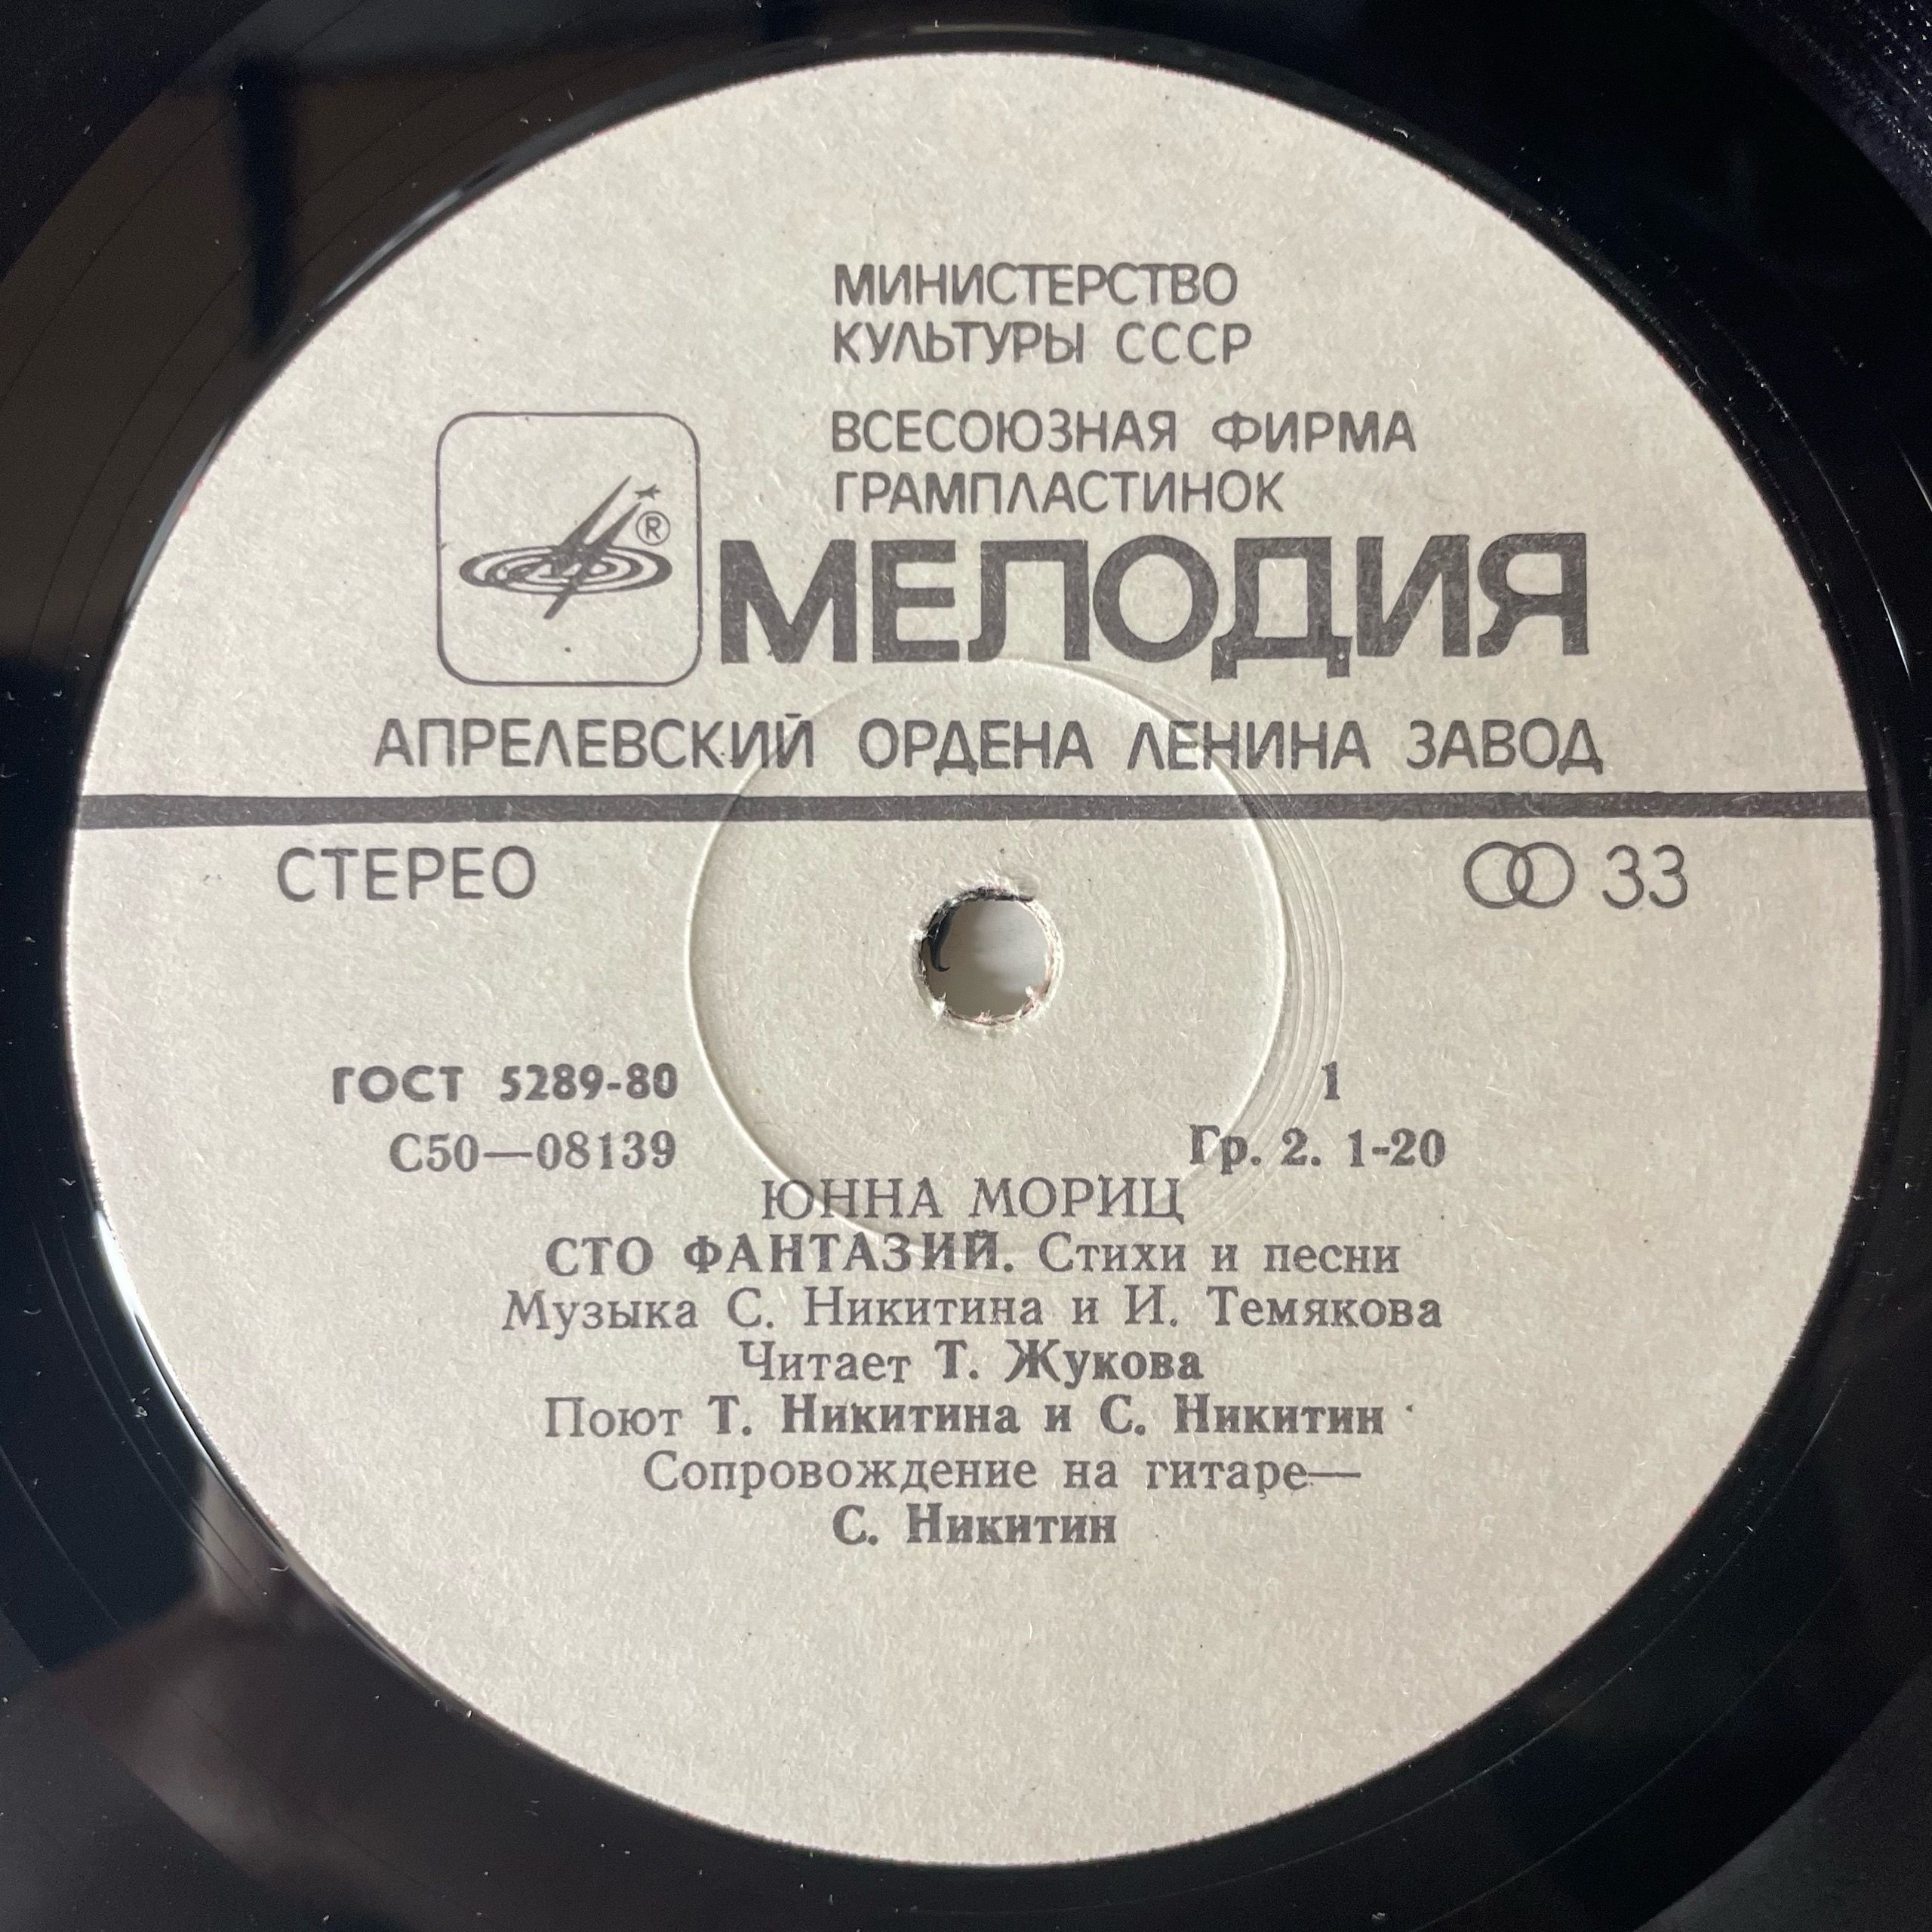 МИНИСТЕРСТВО
КУЛЬТУРЫ СССР
ВСЕСОЮЗНАЯ ФИРМА
ГРАМПЛАСТИНОК
®
МЕЛОДИЯ
АПРЕЛЕВСКИЙ ОРДЕНА ЛЕНИНА ЗАВОД
СТЕРЕО 33
ГОСТ 5289-80 1
С50—08139 Гр. 2. 1-20
ЮННА МОРИЦ
СТО ФАНТАЗИЙ. Стихи и песни
Музыка С. Никитина и И. Темякова
Читает Т. Жукова
Поют Т. Никитина и С. Никитин
Сопровождение на гитаре—
С. Никитин